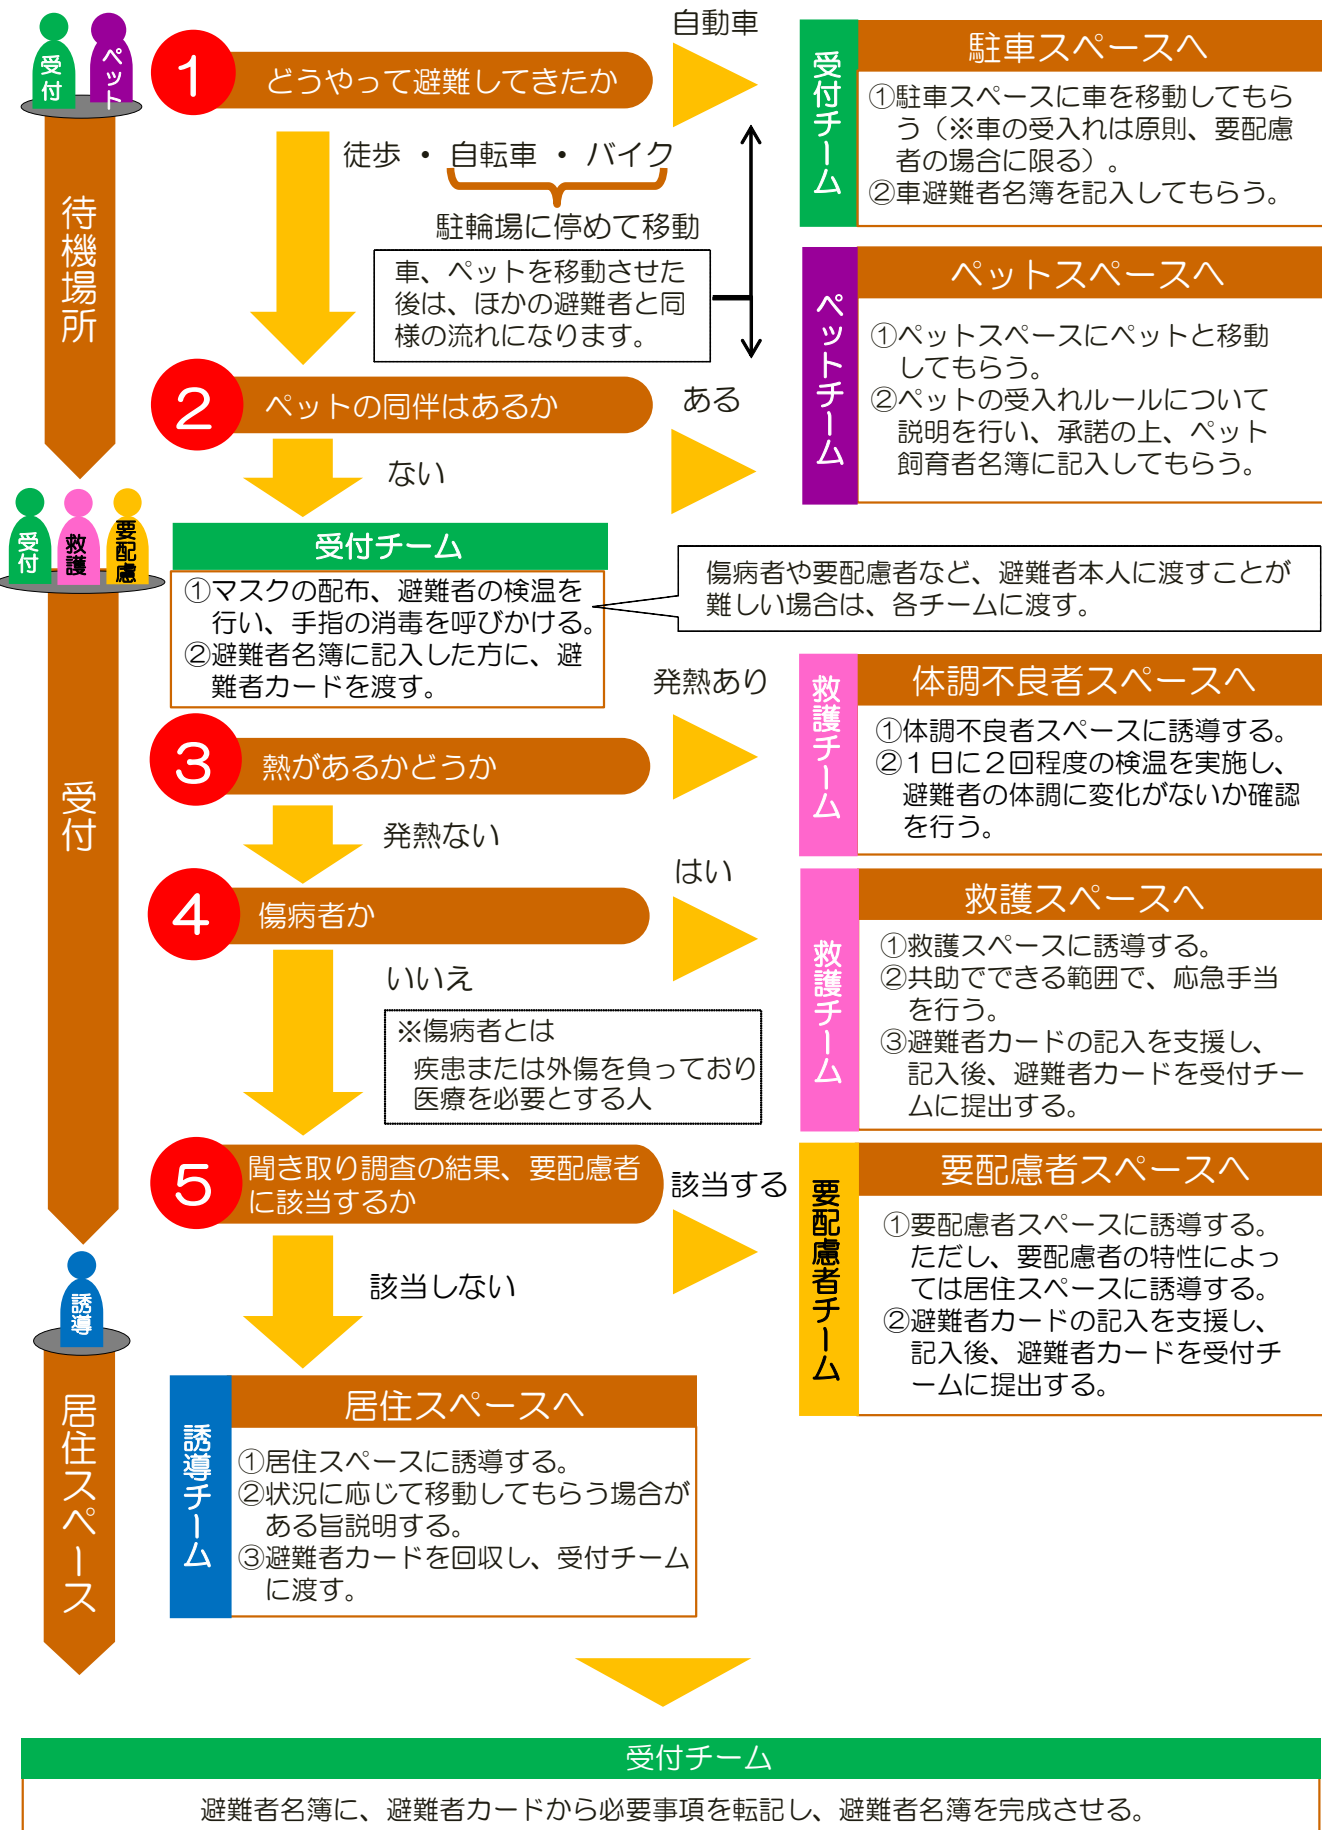 受付
ペット
待機場所
1
どうやって避難してきたか
自動車
徒歩 ・ 自転車 ・ バイク
駐輪場に停めて移動
車、ペットを移動させた
後は、ほかの避難者と同
様の流れになります。
受付チーム
駐車スペースへ
①駐車スペースに車を移動してもら
う（※車の受入れは原則、要配慮
者の場合に限る）。
②車避難者名簿を記入してもらう。
2
ペットの同伴はあるか
ある
ない
ペットチーム
ペットスペースへ
①ペットスペースにペットと移動
してもらう。
②ペットの受入れルールについて
説明を行い、承諾の上、ペット
飼育者名簿に記入してもらう。
受付
救護
要配慮
受付
受付チーム
①マスクの配布、避難者の検温を
行い、手指の消毒を呼びかける。
②避難者名簿に記入した方に、避
難者カードを渡す。
傷病者や要配慮者など、避難者本人に渡すことが
難しい場合は、各チームに渡す。
3
熱があるかどうか
発熱あり
発熱ない
救護チーム
体調不良者スペースへ
①体調不良者スペースに誘導する。
②１日に２回程度の検温を実施し、
避難者の体調に変化がないか確認
を行う。
4
傷病者か
はい
いいえ
※傷病者とは
疾患または外傷を負っており
医療を必要とする人
救護チーム
救護スペースへ
①救護スペースに誘導する。
②共助でできる範囲で、応急手当
を行う。
③避難者カードの記入を支援し、
記入後、避難者カードを受付チー
ムに提出する。
5
聞き取り調査の結果、要配慮者
に該当するか
該当する
該当しない
要配慮者チーム
要配慮者スペースへ
①要配慮者スペースに誘導する。
ただし、要配慮者の特性によっ
ては居住スペースに誘導する。
②避難者カードの記入を支援し、
記入後、避難者カードを受付チ
ームに提出する。
誘導
居住スペース
誘導チーム
居住スペースへ
①居住スペースに誘導する。
②状況に応じて移動してもらう場合が
ある旨説明する。
③避難者カードを回収し、受付チーム
に渡す。
受付チーム
避難者名簿に、避難者カードから必要事項を転記し、避難者名簿を完成させる。